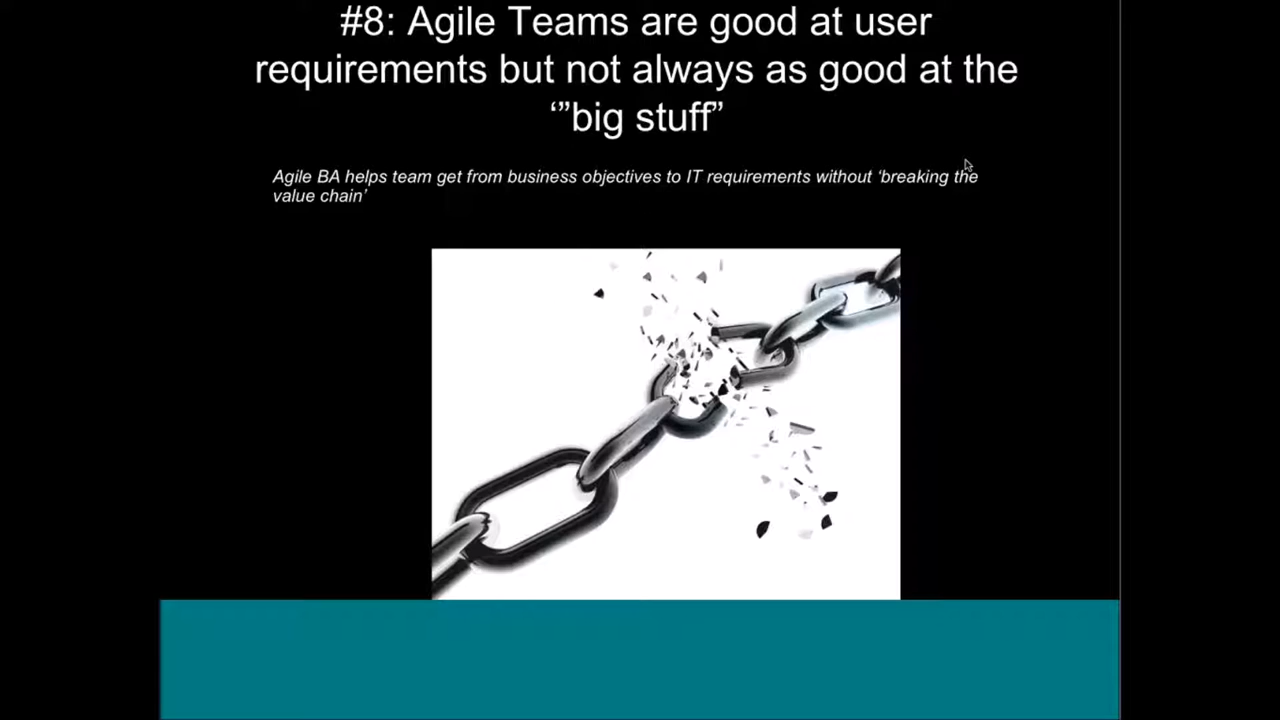 #8: Agile Teams are good at user
requirements but not always as good at the
‘”big stuff”
Agile BA helps team get from business objectives to IT requirements without ‘breaking the
value chain’